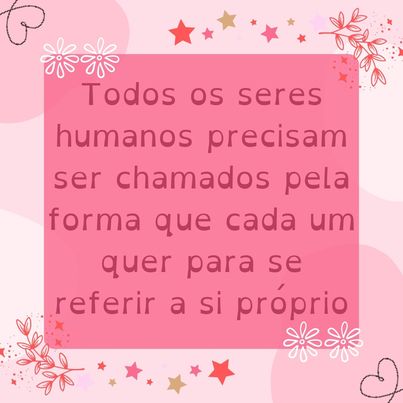 Todos os seres
humanos precisam
ser chamados pela
forma que cada um
quer para se
referir a si próprio